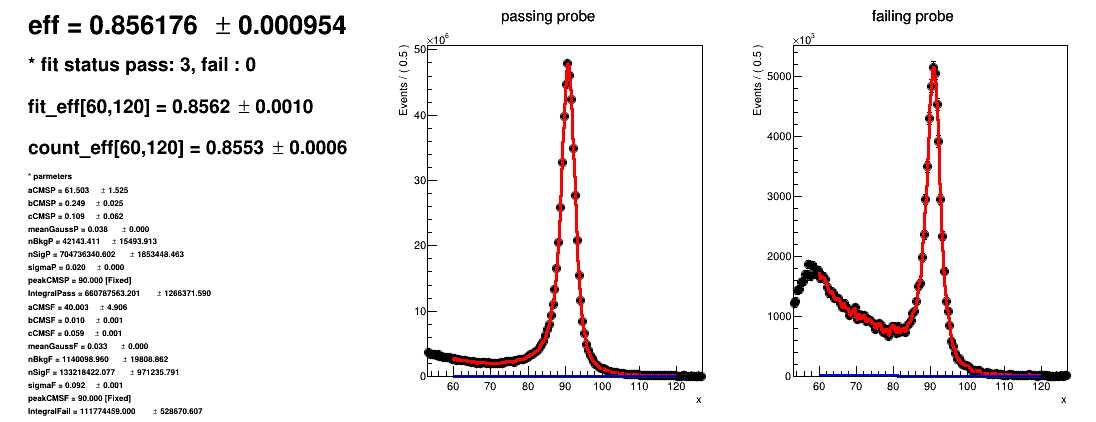 eff = 0.856176 ± 0.000954
* fit status pass: 3, fail : 0
fit_eff[60,120] = 0.8562 ± 0.0010
count_eff[60,120] = 0.8553 ± 0.0006
* parmeters
aCMSP = 61.503 ± 1.525
bCMSP = 0.249 ± 0.025
cCMSP = 0.109 ± 0.062
meanGaussP = 0.038 ± 0.000
nBkgP = 42143.411 ± 15493.913
nSigP = 704736340.602 ± 1853448.463
sigmaP = 0.020 ± 0.000
peakCMSP = 90.000 [Fixed]
IntegralPass = 660787563.201 ± 1266371.590
aCMSF = 40.003 ± 4.906
bCMSF = 0.010 ± 0.001
cCMSF = 0.059 ± 0.001
meanGaussF = 0.033 ± 0.000
nBkgF = 1140098.960 ± 19808.862
nSigF = 133218422.077 ± 971235.791
sigmaF = 0.092 ± 0.001
peakCMSF = 90.000 [Fixed]
IntegralFail = 111774459.000 ± 528670.607
passing probe
×10⁶
Events / ( 0.5 )
50
40
30
20
10
0
60 70 80 90 100 110 120
x
failing probe
×10³
Events / ( 0.5 )
5000
4000
3000
2000
1000
0
60 70 80 90 100 110 120
x